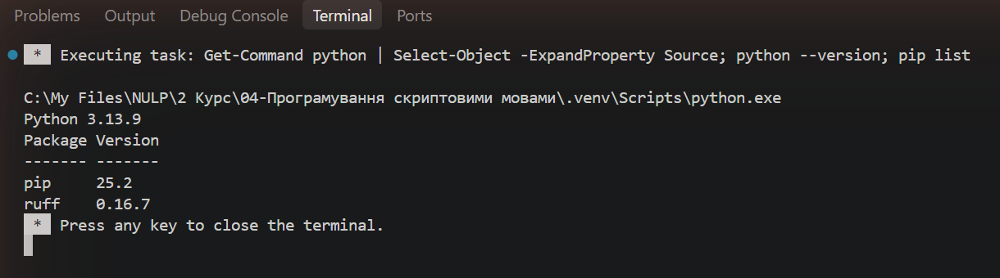 Problems Output Debug Console Terminal Ports
* Executing task: Get-Command python | Select-Object -ExpandProperty Source; python --version; pip list
C:\My Files\NULP\2 Курс\04-Програмування скриптовими мовами\.venv\Scripts\python.exe
Python 3.13.9
Package Version
------- -------
pip     25.2
ruff    0.16.7
* Press any key to close the terminal.